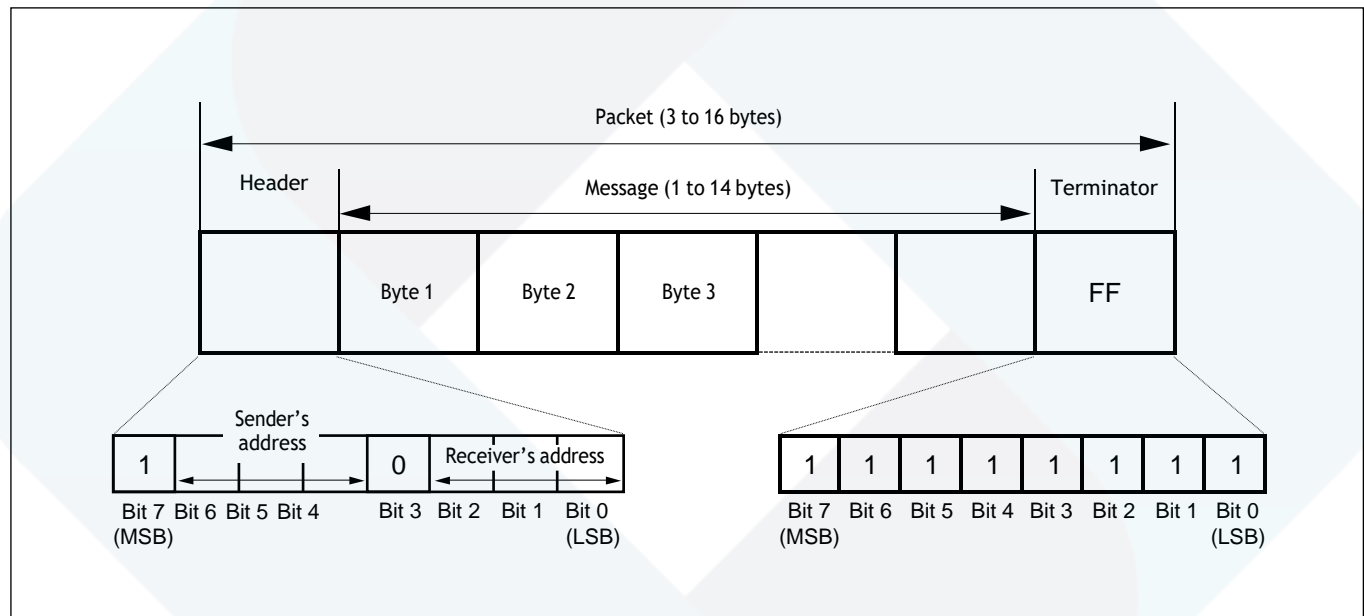 Packet (3 to 16 bytes)
Header
Message (1 to 14 bytes)
Terminator
Byte 1
Byte 2
Byte 3
FF
Sender's
address
1
0
Receiver's address
Bit 7
(MSB)
Bit 6
Bit 5
Bit 4
Bit 3
Bit 2
Bit 1
Bit 0
(LSB)
1 1 1 1 1 1 1 1
Bit 7
(MSB)
Bit 6
Bit 5
Bit 4
Bit 3
Bit 2
Bit 1
Bit 0
(LSB)